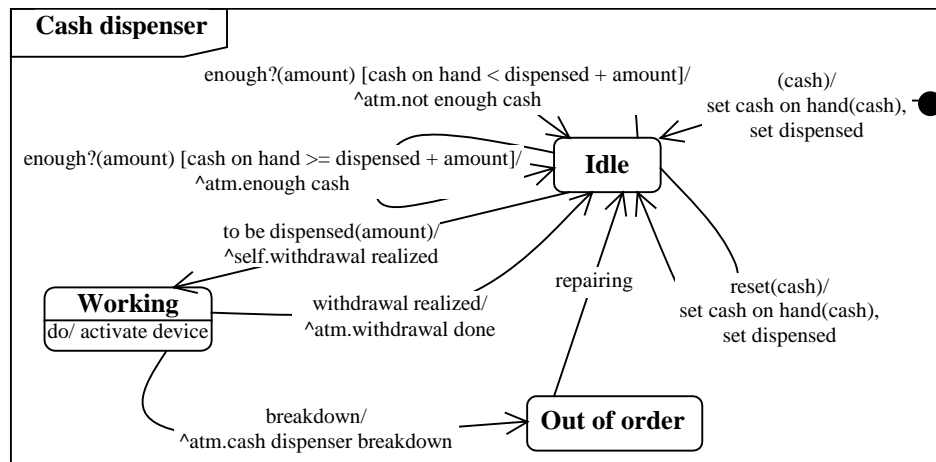 Cash dispenser
enough?(amount) [cash on hand < dispensed + amount]/
^atm.not enough cash
(cash)/
set cash on hand(cash),
set dispensed
enough?(amount) [cash on hand >= dispensed + amount]/
^atm.enough cash
Idle
to be dispensed(amount)/
^self.withdrawal realized
repairing
reset(cash)/
set cash on hand(cash),
set dispensed
Working
do/ activate device
withdrawal realized/
^atm.withdrawal done
breakdown/
^atm.cash dispenser breakdown
Out of order